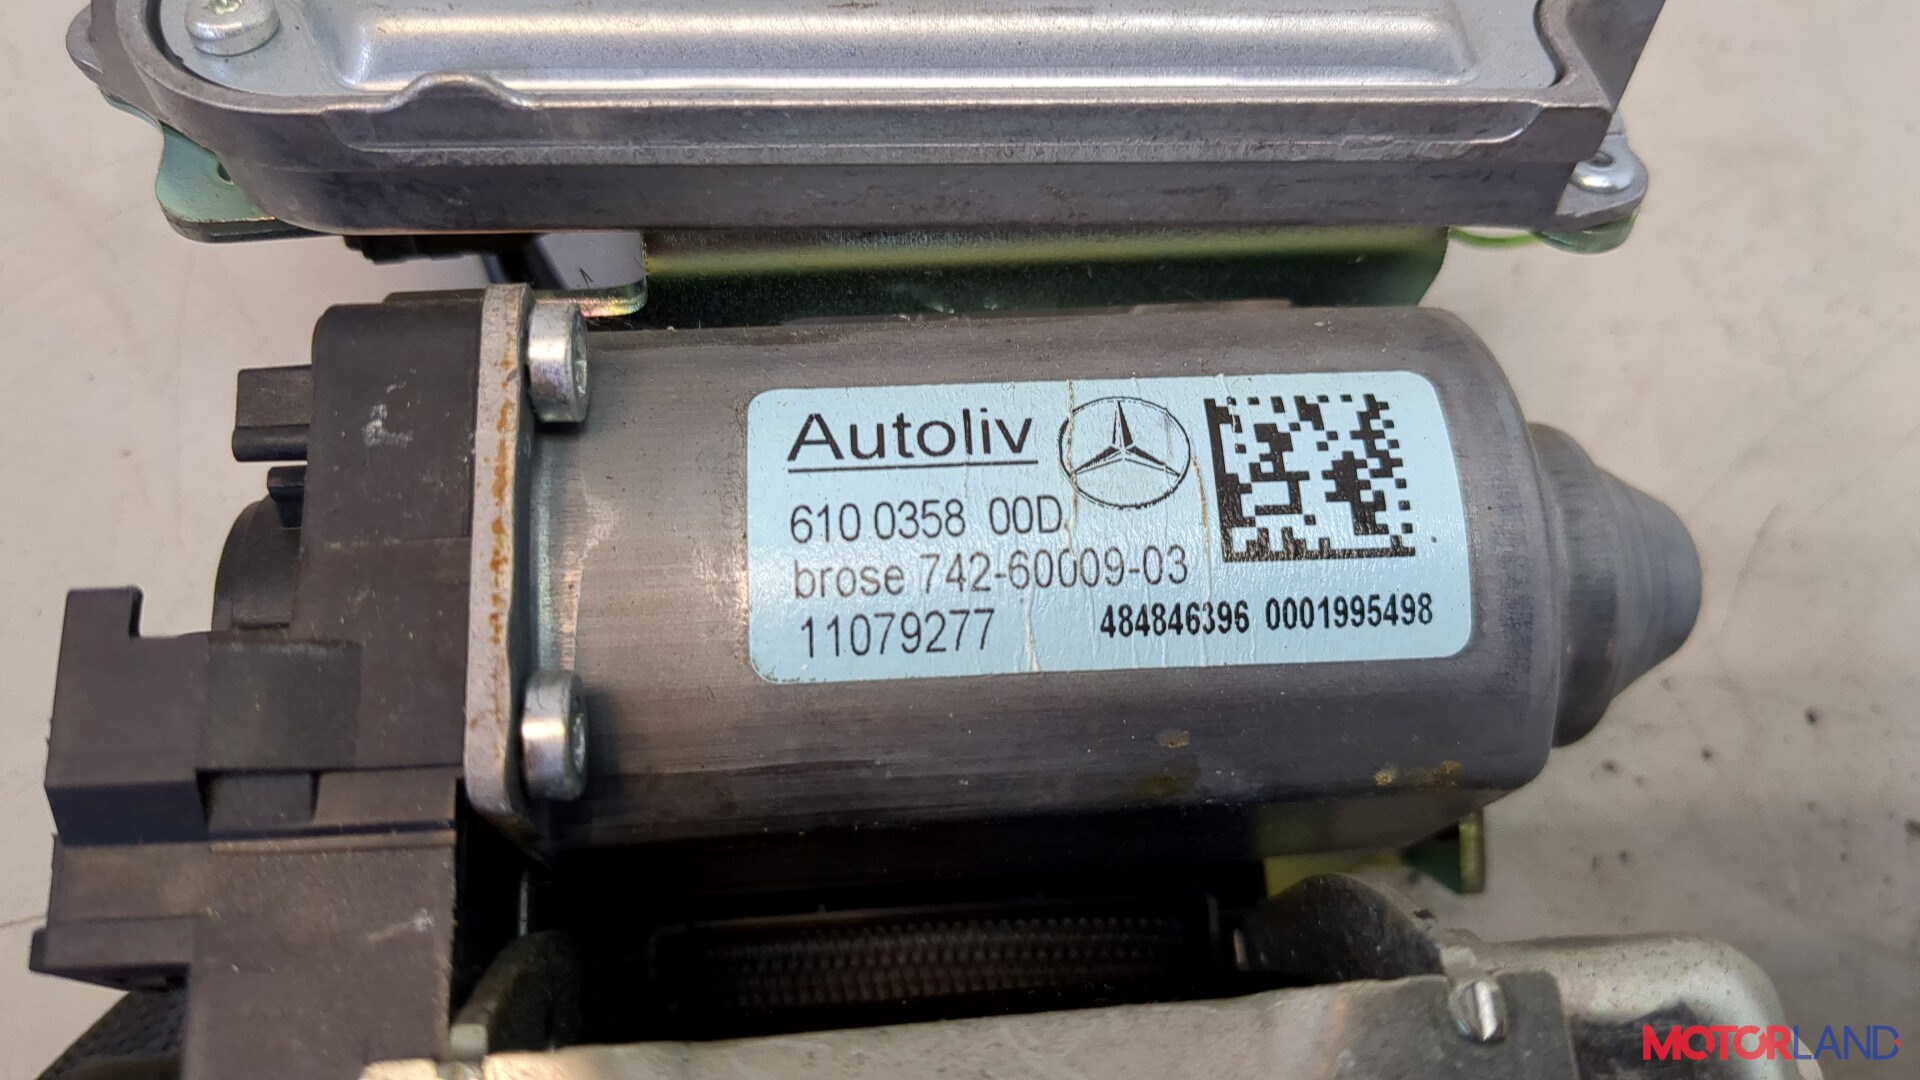 Autoliv
610 0358 00D
brose 742-60009-03
11079277
484846396 0001995498
MOTORLAND